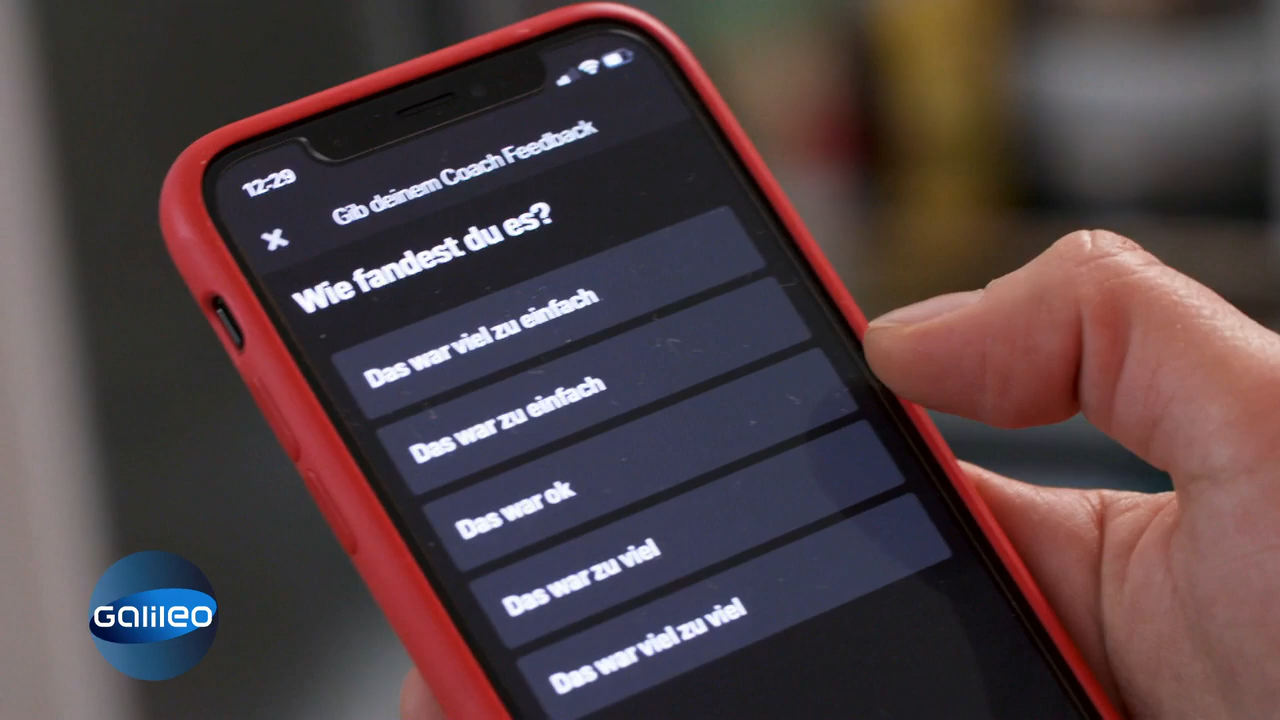 12:29
Gib deinem Coach Feedback
Wie fandest du es?
Das war viel zu einfach
Das war zu einfach
Das war ok
Das war zu viel
Das war viel zu viel
Galileo